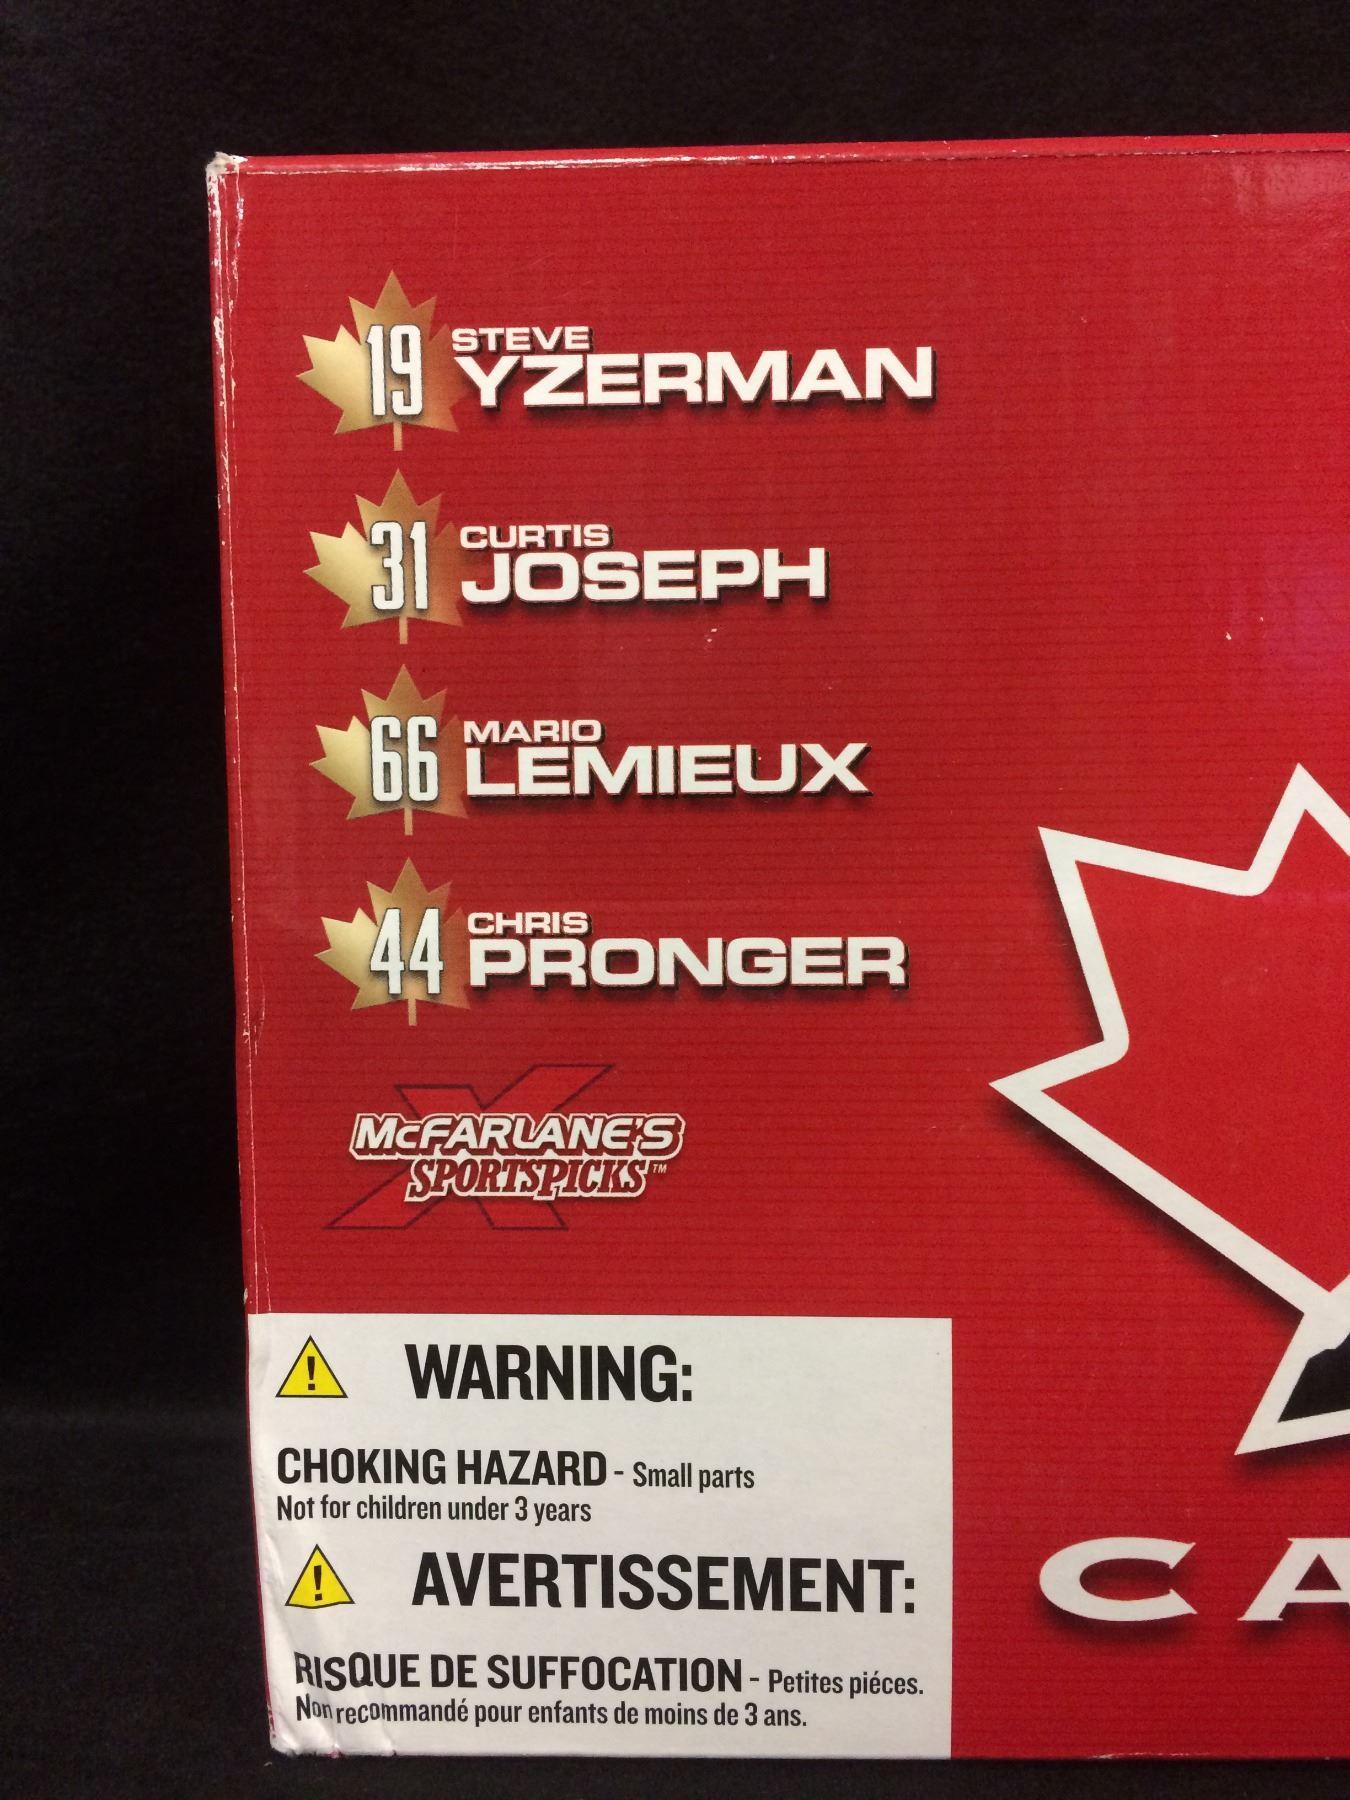 19 STEVE
YZERMAN
31 CURTIS
JOSEPH
66 MARIO
LEMIEUX
44 CHRIS
PRONGER
McFARLANE'S
SPORTSPICKS™
! WARNING:
CHOKING HAZARD - Small parts
Not for children under 3 years
! AVERTISSEMENT:
RISQUE DE SUFFOCATION - Petites piéces.
Non recommandé pour enfants de moins de 3 ans.
CA